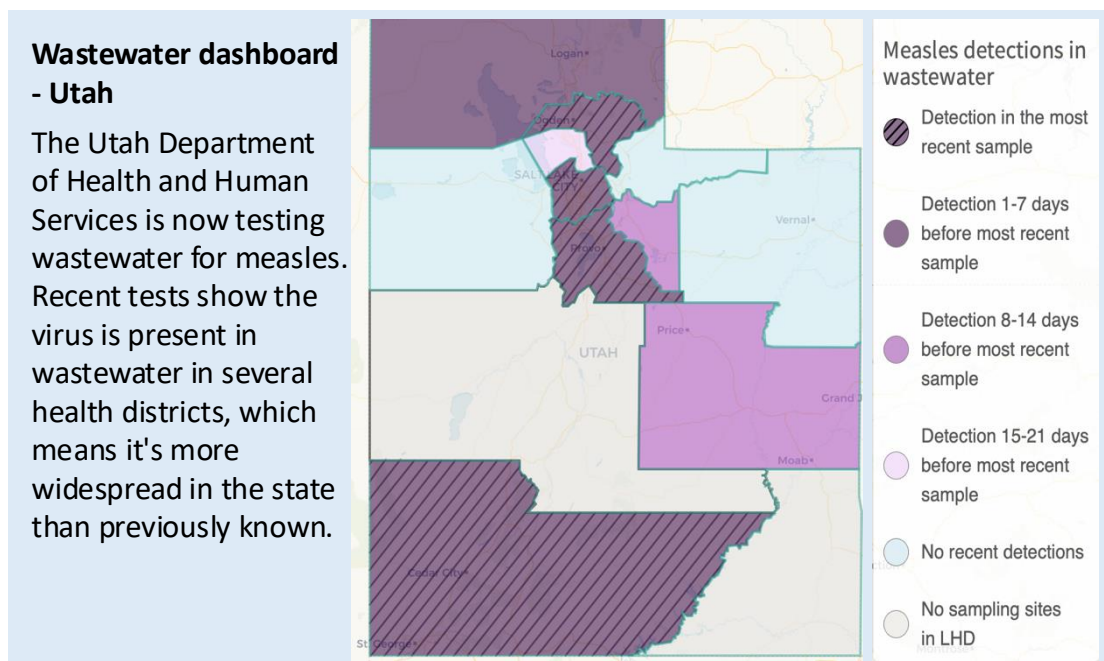 Wastewater dashboard
- Utah
The Utah Department
of Health and Human
Services is now testing
wastewater for measles.
Recent tests show the
virus is present in
wastewater in several
health districts, which
means it's more
widespread in the state
than previously known.
Logan
Ogden
SALT LAKE
CITY
Vernal
Provo
Price
UTAH
Grand J
Moab
Cedar City
St. George
Measles detections in
wastewater
Detection in the most
recent sample
Detection 1-7 days
before most recent
sample
Detection 8-14 days
before most recent
sample
Detection 15-21 days
before most recent
sample
No recent detections
No sampling sites
in LHD